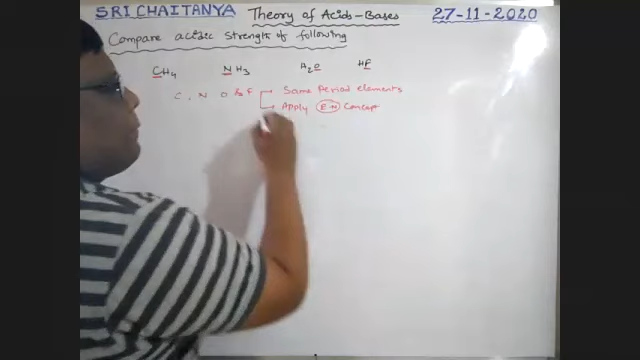 SRI CHAITANYA Theory of Acids-Bases 27-11-2020
Compare acidic strength of following
CH4 NH3 H2O HF
C, N O & F Same Period elements
Apply EN Concept